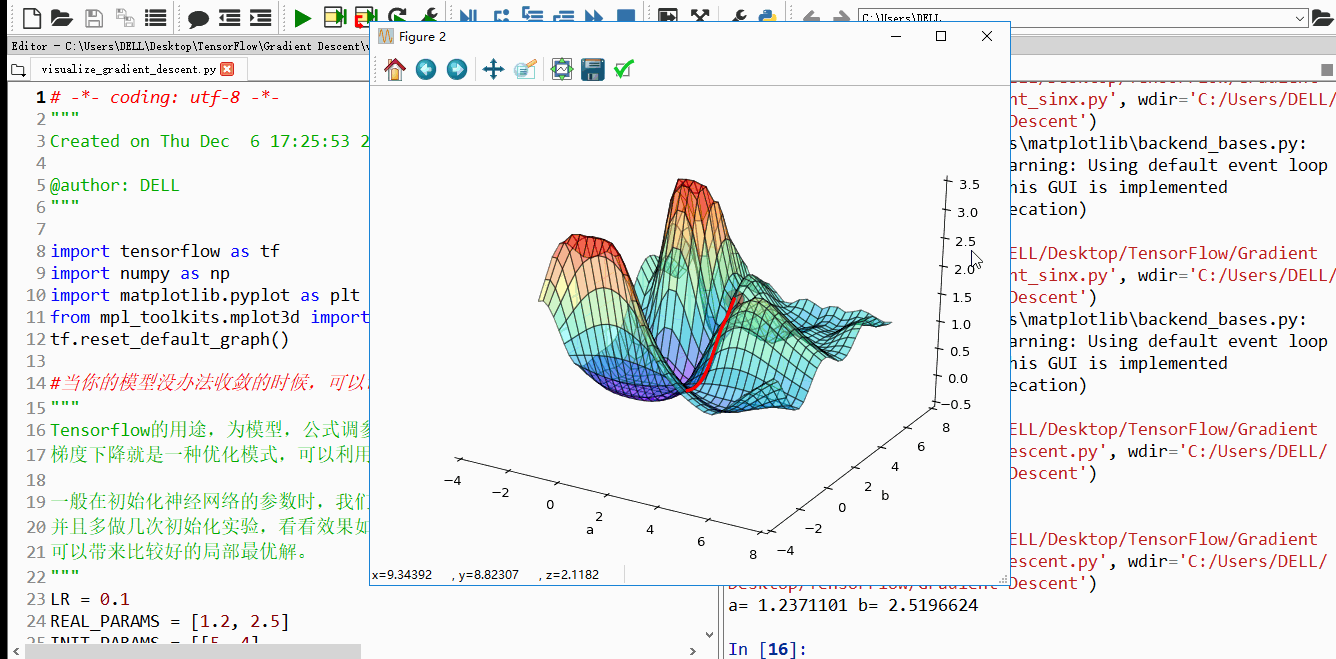 C:\Users\DELL
Editor - C:\Users\DELL\Desktop\TensorFlow\Gradient Descent\v
Figure 2
visualize_gradient_descent.py
1 # -*- coding: utf-8 -*-
2 """
3 Created on Thu Dec  6 17:25:53 2
4
5 @author: DELL
6 """
7
8 import tensorflow as tf
9 import numpy as np
10 import matplotlib.pyplot as plt
11 from mpl_toolkits.mplot3d import
12 tf.reset_default_graph()
13
14 #当你的模型没办法收敛的时候，可以
15 """
16 Tensorflow的用途，为模型，公式调参
17 梯度下降就是一种优化模式，可以利用
18
19 一般在初始化神经网络的参数时，我们
20 并且多做几次初始化实验，看看效果如
21 可以带来比较好的局部最优解。
22 """
23 LR = 0.1
24 REAL_PARAMS = [1.2, 2.5]
25 INIT_PARAMS = [[5, 4],
3.5
3.0
2.5
2.0
1.5
1.0
0.5
0.0
−0.5
−4
−2
0
2
4
6
8
a
−4
−2
0
2
4
6
8
b
x=9.34392    , y=8.82307    , z=2.1182
ELL/Desktop/TensorFlow/Gradient
nt_sinx.py', wdir='C:/Users/DELL/
Descent')
s\matplotlib\backend_bases.py:
arning: Using default event loop
his GUI is implemented
ecation)
ELL/Desktop/TensorFlow/Gradient
nt_sinx.py', wdir='C:/Users/DELL/
Descent')
s\matplotlib\backend_bases.py:
arning: Using default event loop
his GUI is implemented
ecation)
ELL/Desktop/TensorFlow/Gradient
escent.py', wdir='C:/Users/DELL/
Descent')
ELL/Desktop/TensorFlow/Gradient
escent.py', wdir='C:/Users/DELL/
Desktop/TensorFlow/Gradient Descent')
a= 1.2371101 b= 2.5196624
In [16]: